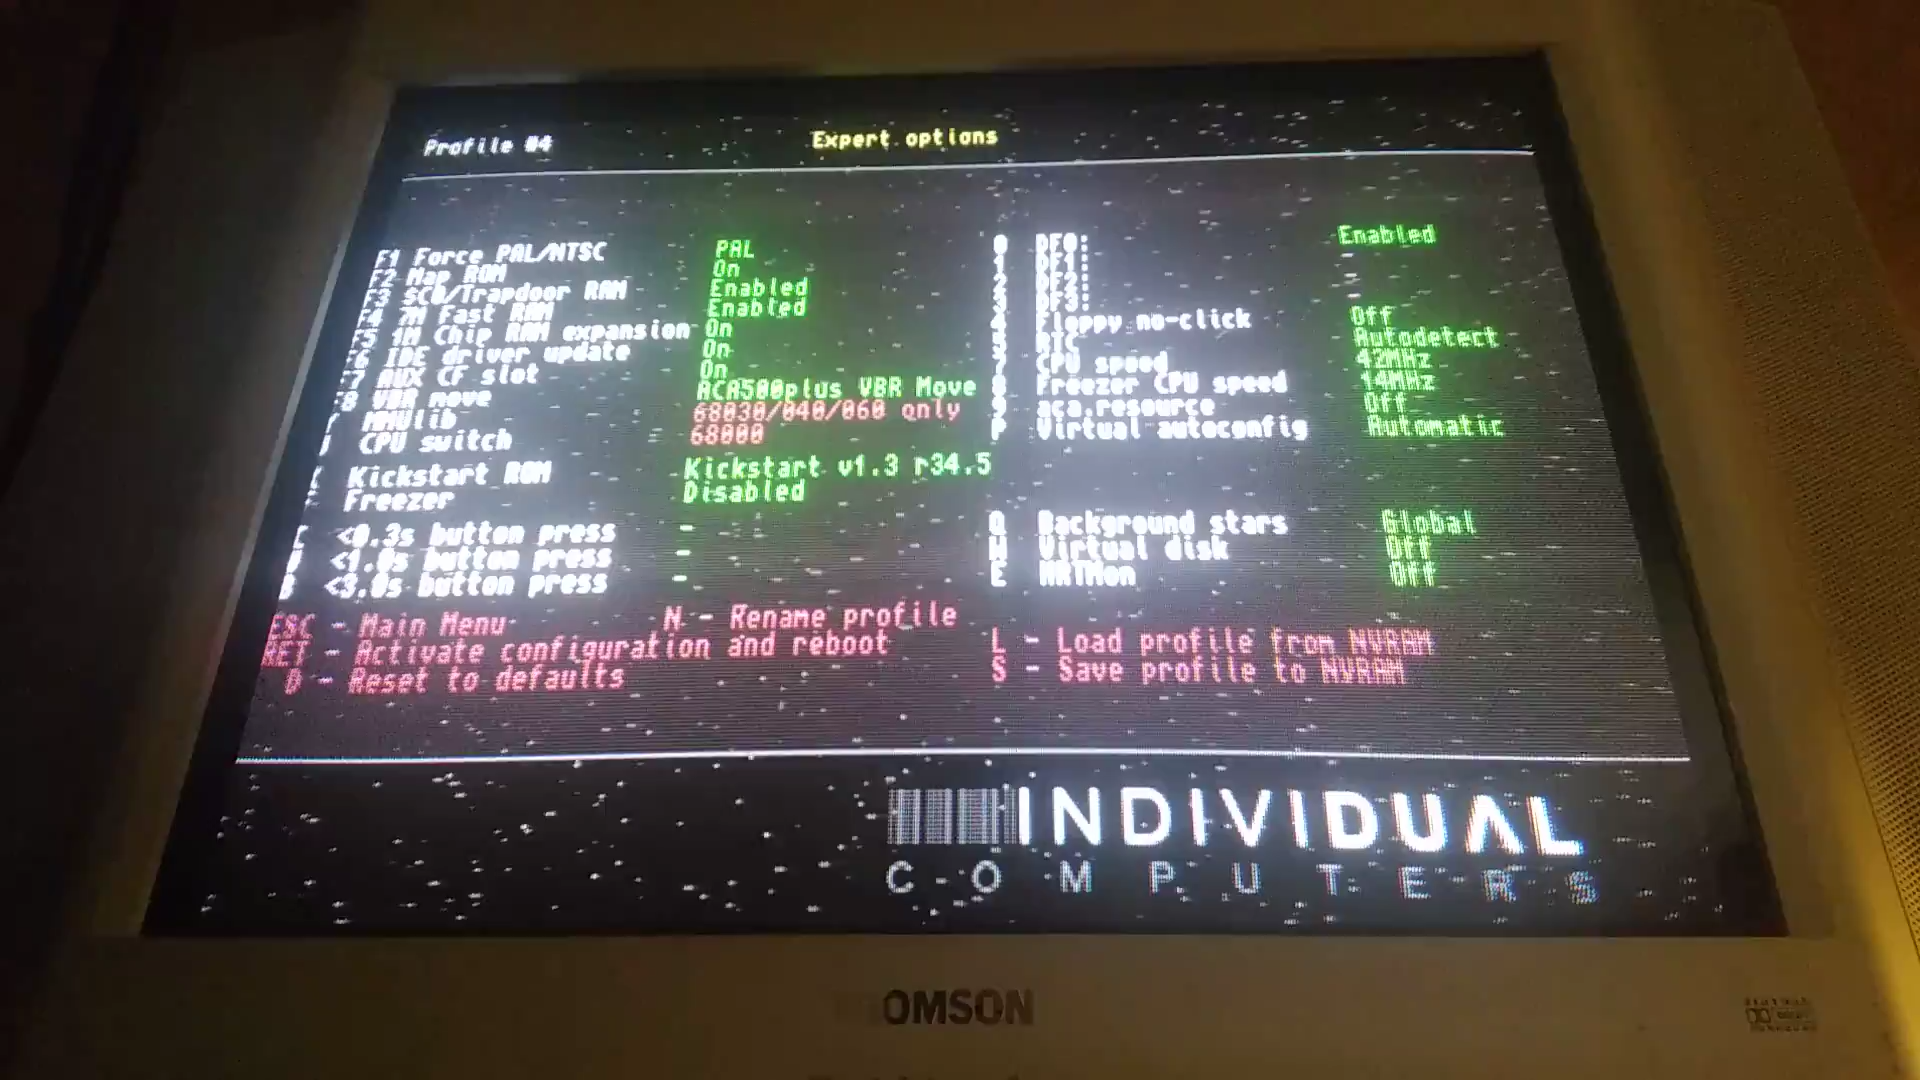 Profile #4
Expert options
F1 Force PAL/NTSC PAL
F2 Map ROM On
F3 $C0/Trapdoor RAM Enabled
F4 7M Fast RAM Enabled
F5 1M Chip RAM expansion On
F6 IDE driver update On
F7 AUX CF slot On
F8 VBR move ACA500plus VBR Move
MMUlib 68030/040/060 only
CPU switch 68000
Kickstart ROM Kickstart v1.3 r34.5
Freezer Disabled
<0.3s button press -
<1.0s button press -
B <3.0s button press -
0 DF0: Enabled
1 DF1: -
2 DF2: -
3 DF3: -
Floppy no-click Off
RTC Autodetect
CPU speed 42MHz
8 Freezer CPU speed 14MHz
9 aca.resource Off
P Virtual autoconfig Automatic
Q Background stars Global
W Virtual disk Off
E HRTMon Off
ESC - Main Menu
N - Rename profile
RET - Activate configuration and reboot
L - Load profile from NVRAM
D - Reset to defaults
S - Save profile to NVRAM
INDIVIDUAL
COMPUTERS
OMSON